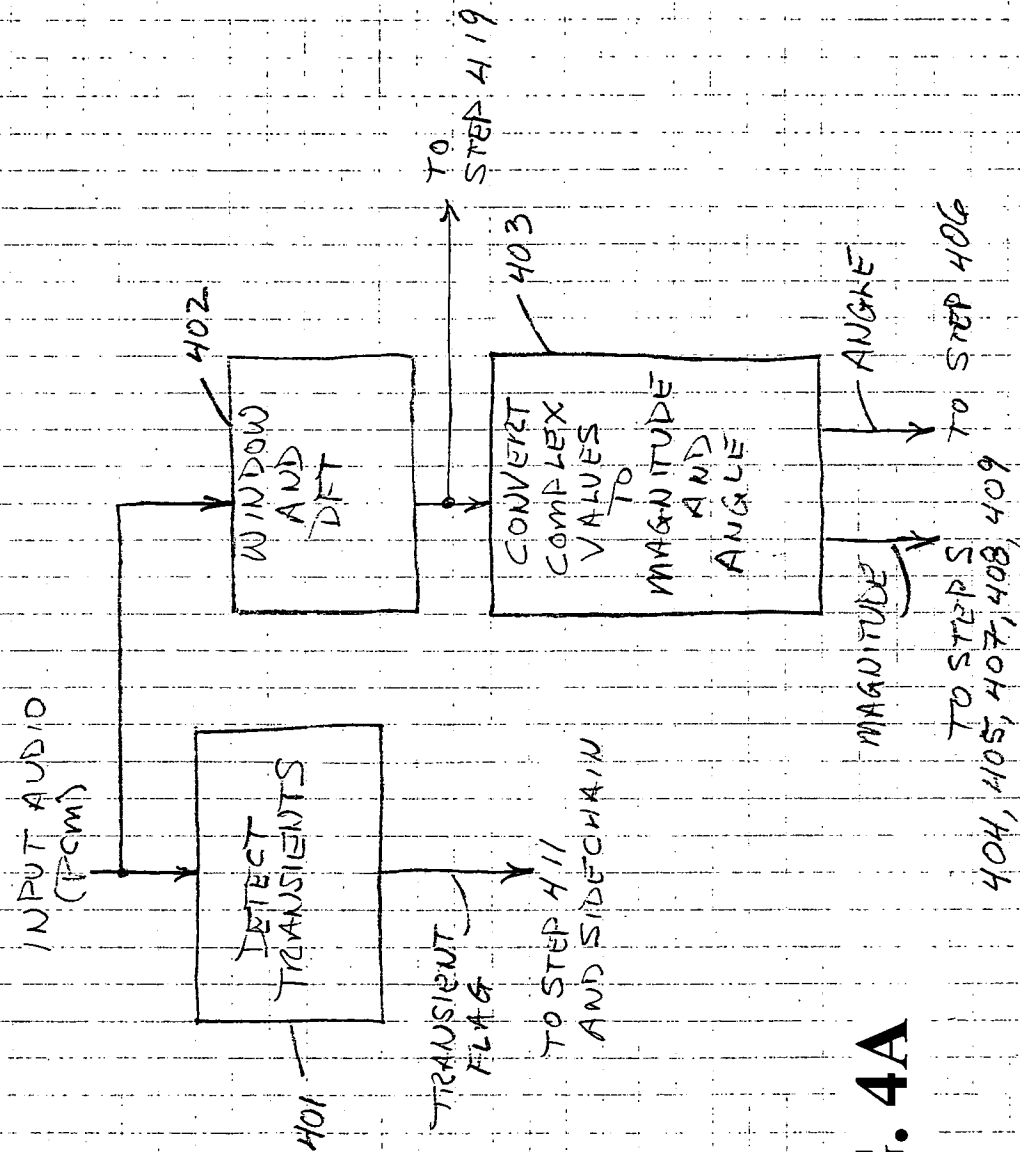 INPUT AUDIO
(PCM)
401
DETECT
TRANSIENTS
TRANSIENT
FLAG
TO STEP 411
AND SIDECHAIN
402
WINDOW
AND
DFT
TO
STEP 419
403
CONVERT
COMPLEX
VALUES
TO
MAGNITUDE
AND
ANGLE
MAGNITUDE
TO STEPS
404, 405, 407, 408, 409
ANGLE
TO STEP 406
. 4A